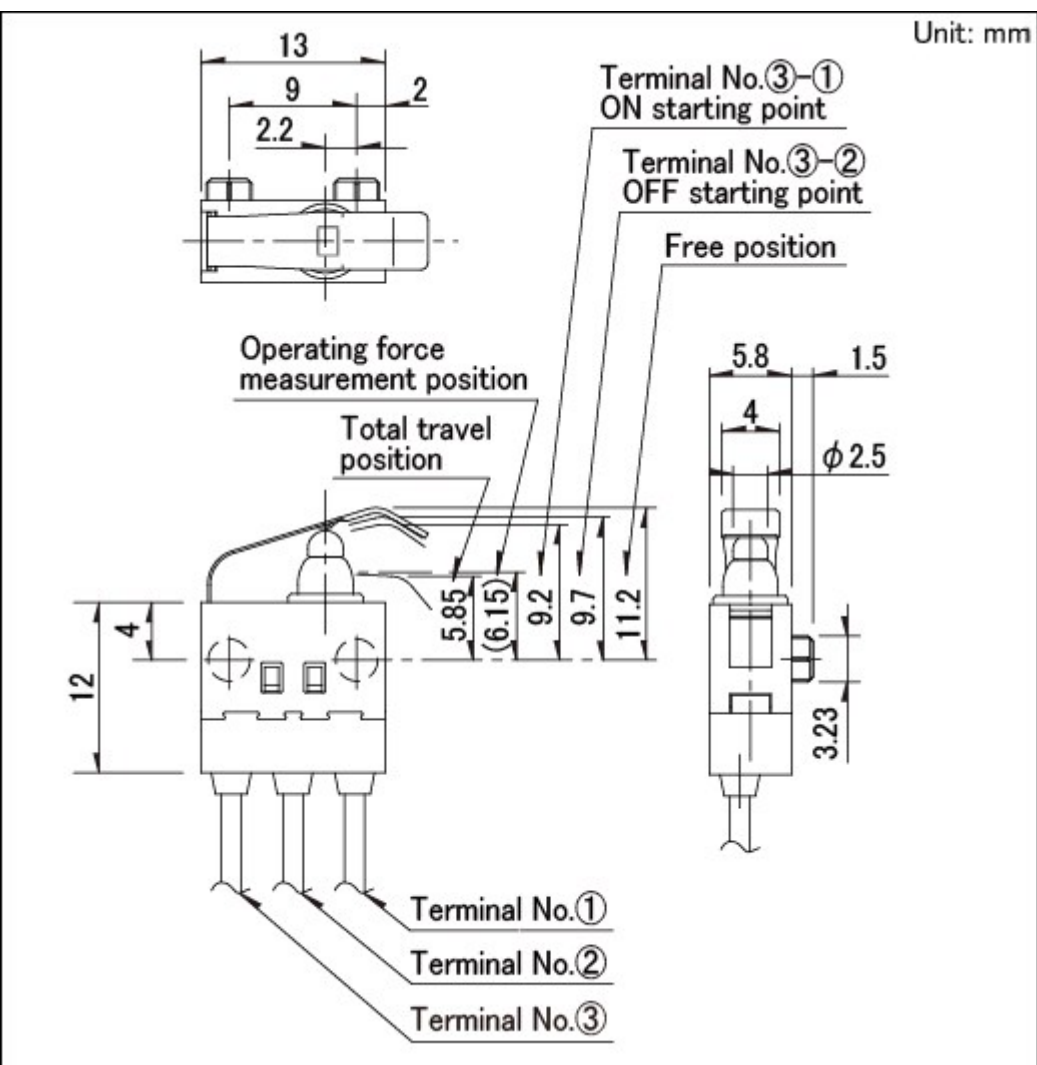 Unit: mm
13
9
2
2.2
Terminal No.③-①
ON starting point
Terminal No.③-②
OFF starting point
Free position
Operating force
measurement position
Total travel
position
5.8
1.5
4
φ2.5
4
12
5.85
(6.15)
9.2
9.7
11.2
3.23
Terminal No.①
Terminal No.②
Terminal No.③